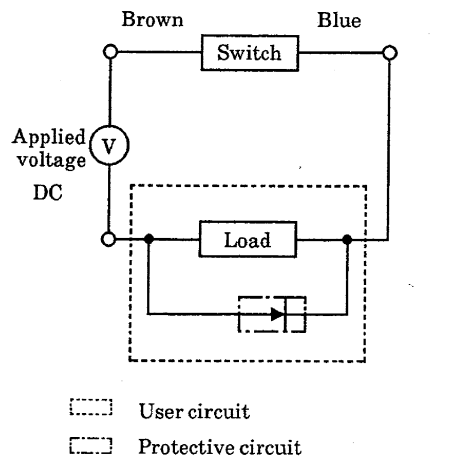 Brown
Blue
Switch
Applied
voltage
V
DC
Load
User circuit
Protective circuit